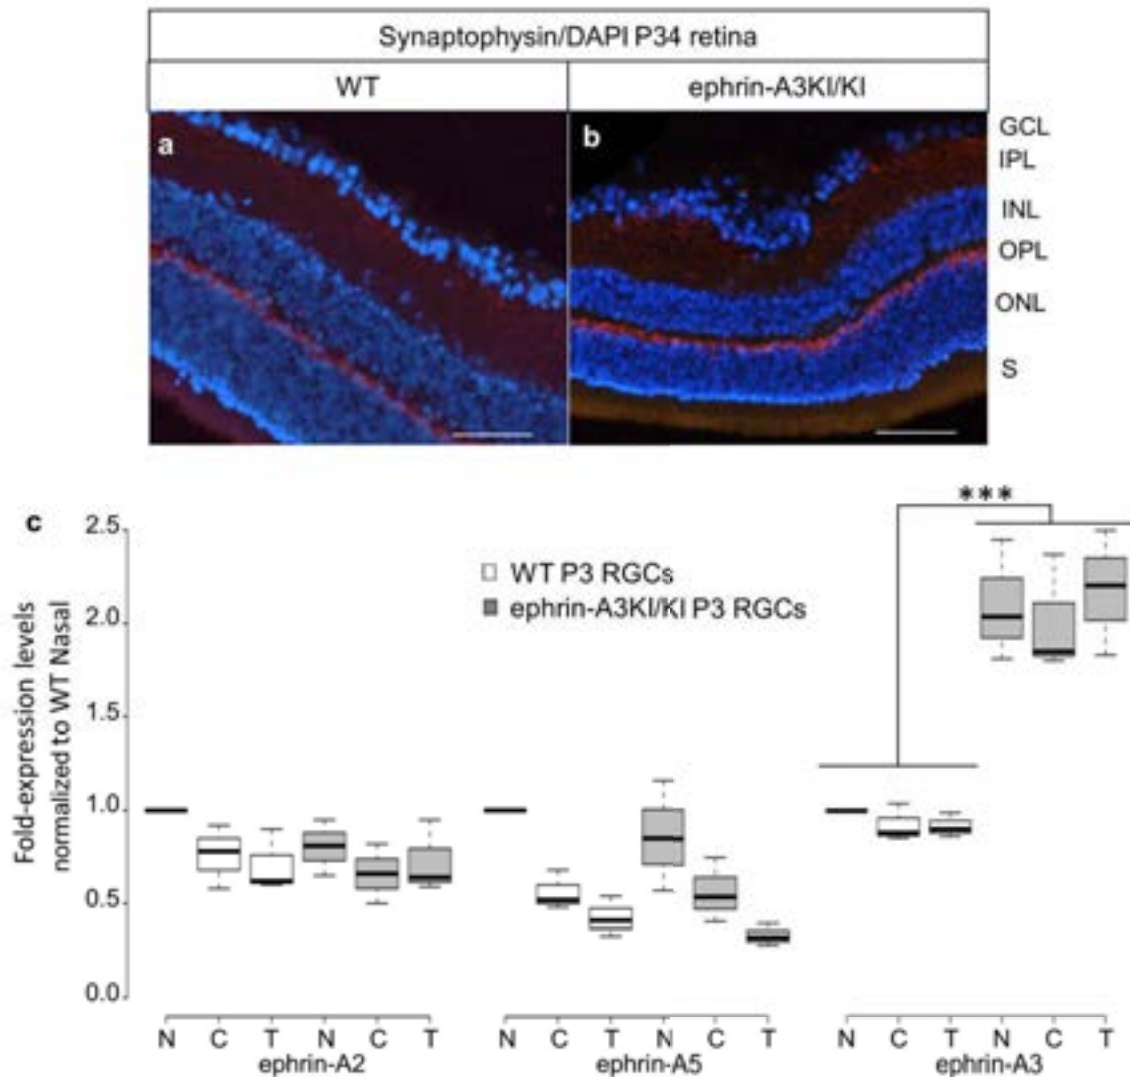 Synaptophysin/DAPI P34 retina
WT
ephrin-A3KI/KI
a
b
GCL
IPL
INL
OPL
ONL
S
c
***
2.5
2.0
1.5
1.0
0.5
0.0
Fold-expression levels
normalized to WT Nasal
WT P3 RGCs
ephrin-A3KI/KI P3 RGCs
N C T N C T
ephrin-A2
N C T N C T
ephrin-A5
N C T N C T
ephrin-A3